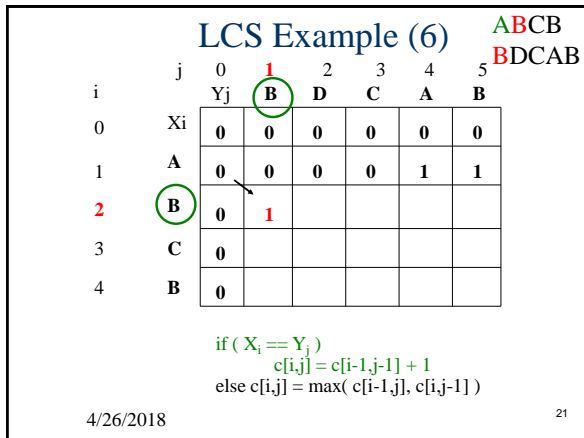 LCS Example (6)
ABCB
BDCAB
j 0 1 2 3 4 5
i Yj B D C A B
0 Xi 0 0 0 0 0 0
1 A 0 0 0 0 1 1
2 B 0 1
3 C 0
4 B 0
if ( Xi == Yj )
c[i,j] = c[i-1,j-1] + 1
else c[i,j] = max( c[i-1,j], c[i,j-1] )
4/26/2018 21